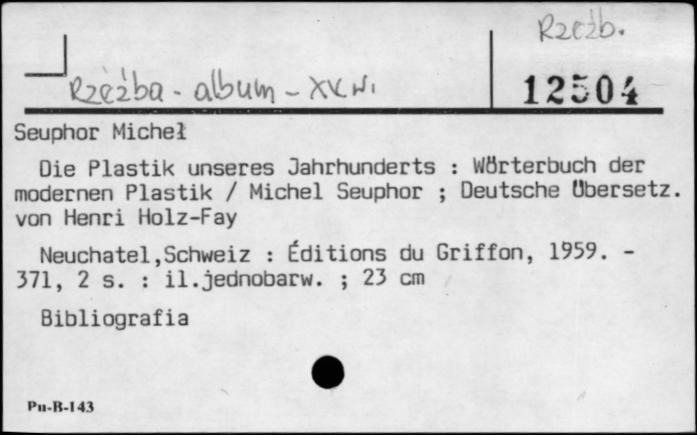 Rzeźb.
Rzeźba - album - XX w.
12504
Seuphor Micheł
Die Plastik unseres Jahrhunderts : Wörterbuch der
modernen Plastik / Michel Seuphor ; Deutsche Übersetz.
von Henri Holz-Fay
Neuchatel,Schweiz : Éditions du Griffon, 1959. -
371, 2 s. : il.jednobarw. ; 23 cm
Bibliografia
Pu-B-143